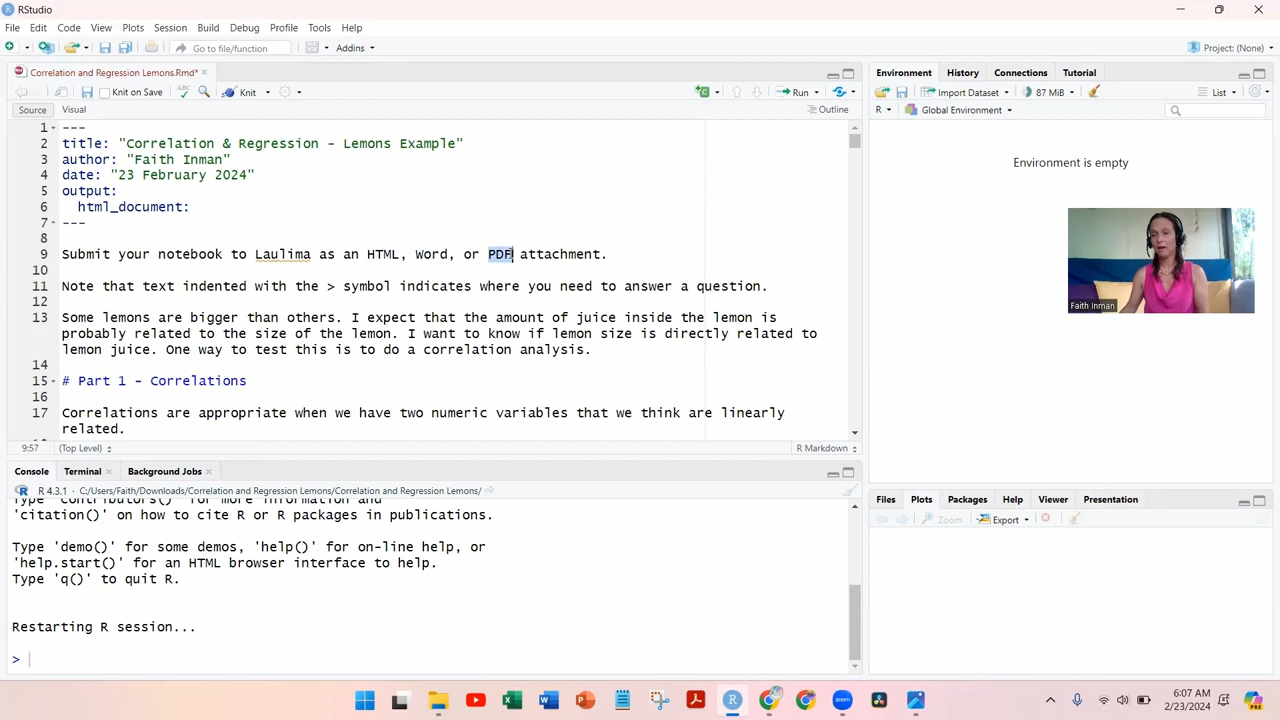 RStudio
File Edit Code View Plots Session Build Debug Profile Tools Help
Go to file/function Addins Project: (None)
Correlation and Regression Lemons.Rmd*
Knit on Save Knit Run
Source Visual Outline
1 ---
2 title: "Correlation & Regression - Lemons Example"
3 author: "Faith Inman"
4 date: "23 February 2024"
5 output:
6 html_document:
7 ---
8
9 Submit your notebook to Laulima as an HTML, Word, or PDF attachment.
10
11 Note that text indented with the > symbol indicates where you need to answer a question.
12
13 Some lemons are bigger than others. I expect that the amount of juice inside the lemon is
probably related to the size of the lemon. I want to know if lemon size is directly related to
lemon juice. One way to test this is to do a correlation analysis.
14
15 # Part 1 - Correlations
16
17 Correlations are appropriate when we have two numeric variables that we think are linearly
related.
9:57 (Top Level) R Markdown
Console Terminal Background Jobs
R 4.3.1 · C:/Users/Faith/Downloads/Correlation and Regression Lemons/Correlation and Regression Lemons/
Type 'contributors()' for more information and
'citation()' on how to cite R or R packages in publications.
Type 'demo()' for some demos, 'help()' for on-line help, or
'help.start()' for an HTML browser interface to help.
Type 'q()' to quit R.
Restarting R session...
>
Environment History Connections Tutorial
Import Dataset 87 MiB List
R Global Environment
Environment is empty
Faith Inman
Files Plots Packages Help Viewer Presentation
Zoom Export
zoom
6:07 AM
2/23/2024
PRE